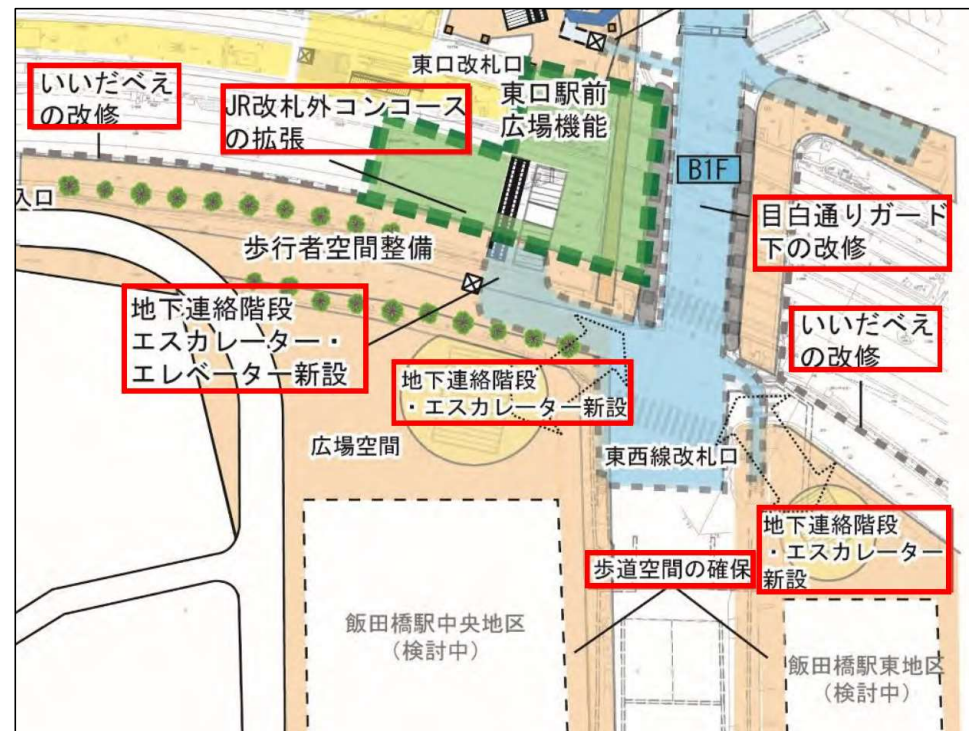 東口改札口
いいだべえ
の改修
JR改札外コンコース
の拡張
東口駅前
広場機能
B1F
入口
目白通りガード
下の改修
歩行者空間整備
地下連絡階段
エスカレーター・
エレベーター新設
いいだべえ
の改修
地下連絡階段
・エスカレーター新設
広場空間
東西線改札口
地下連絡階段
・エスカレーター
新設
歩道空間の確保
飯田橋駅中央地区
(検討中)
飯田橋駅東地区
(検討中)